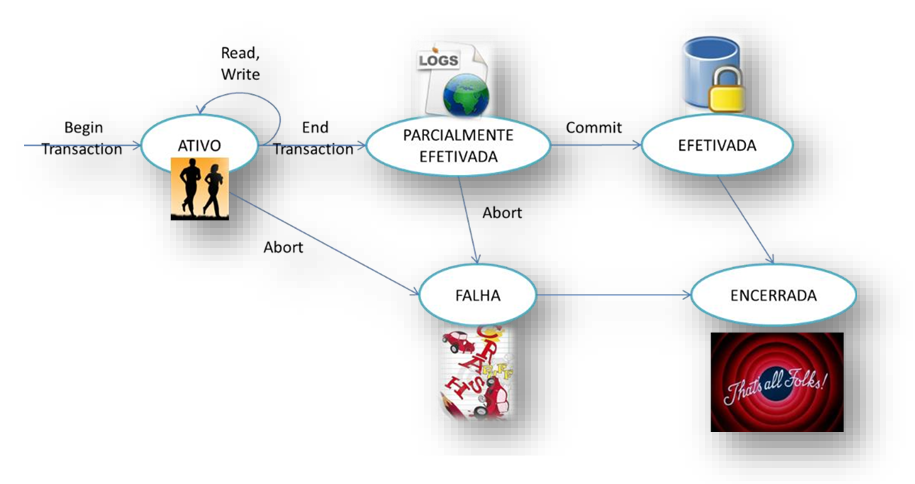 Read,
Write
LOGS
Begin
Transaction
ATIVO
End
Transaction
PARCIALMENTE
EFETIVADA
Commit
EFETIVADA
Abort
Abort
FALHA
ENCERRADA
CRASH
That's all Folks!